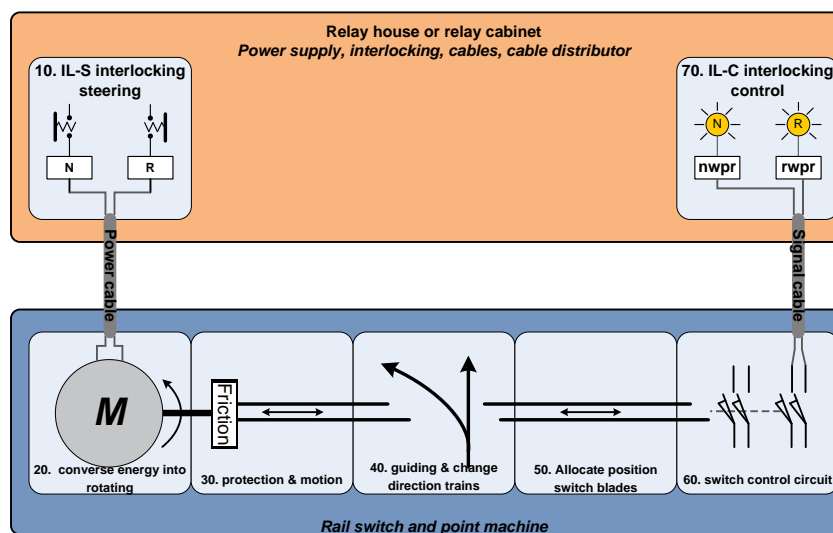 Relay house or relay cabinet
Power supply, interlocking, cables, cable distributor
10. IL-S interlocking
steering
N
R
70. IL-C interlocking
control
N
R
nwpr
rwpr
Power cable
Signal cable
M
Friction
20. converse energy into
rotating
30. protection & motion
40. guiding & change
direction trains
50. Allocate position
switch blades
60. switch control circuit
Rail switch and point machine